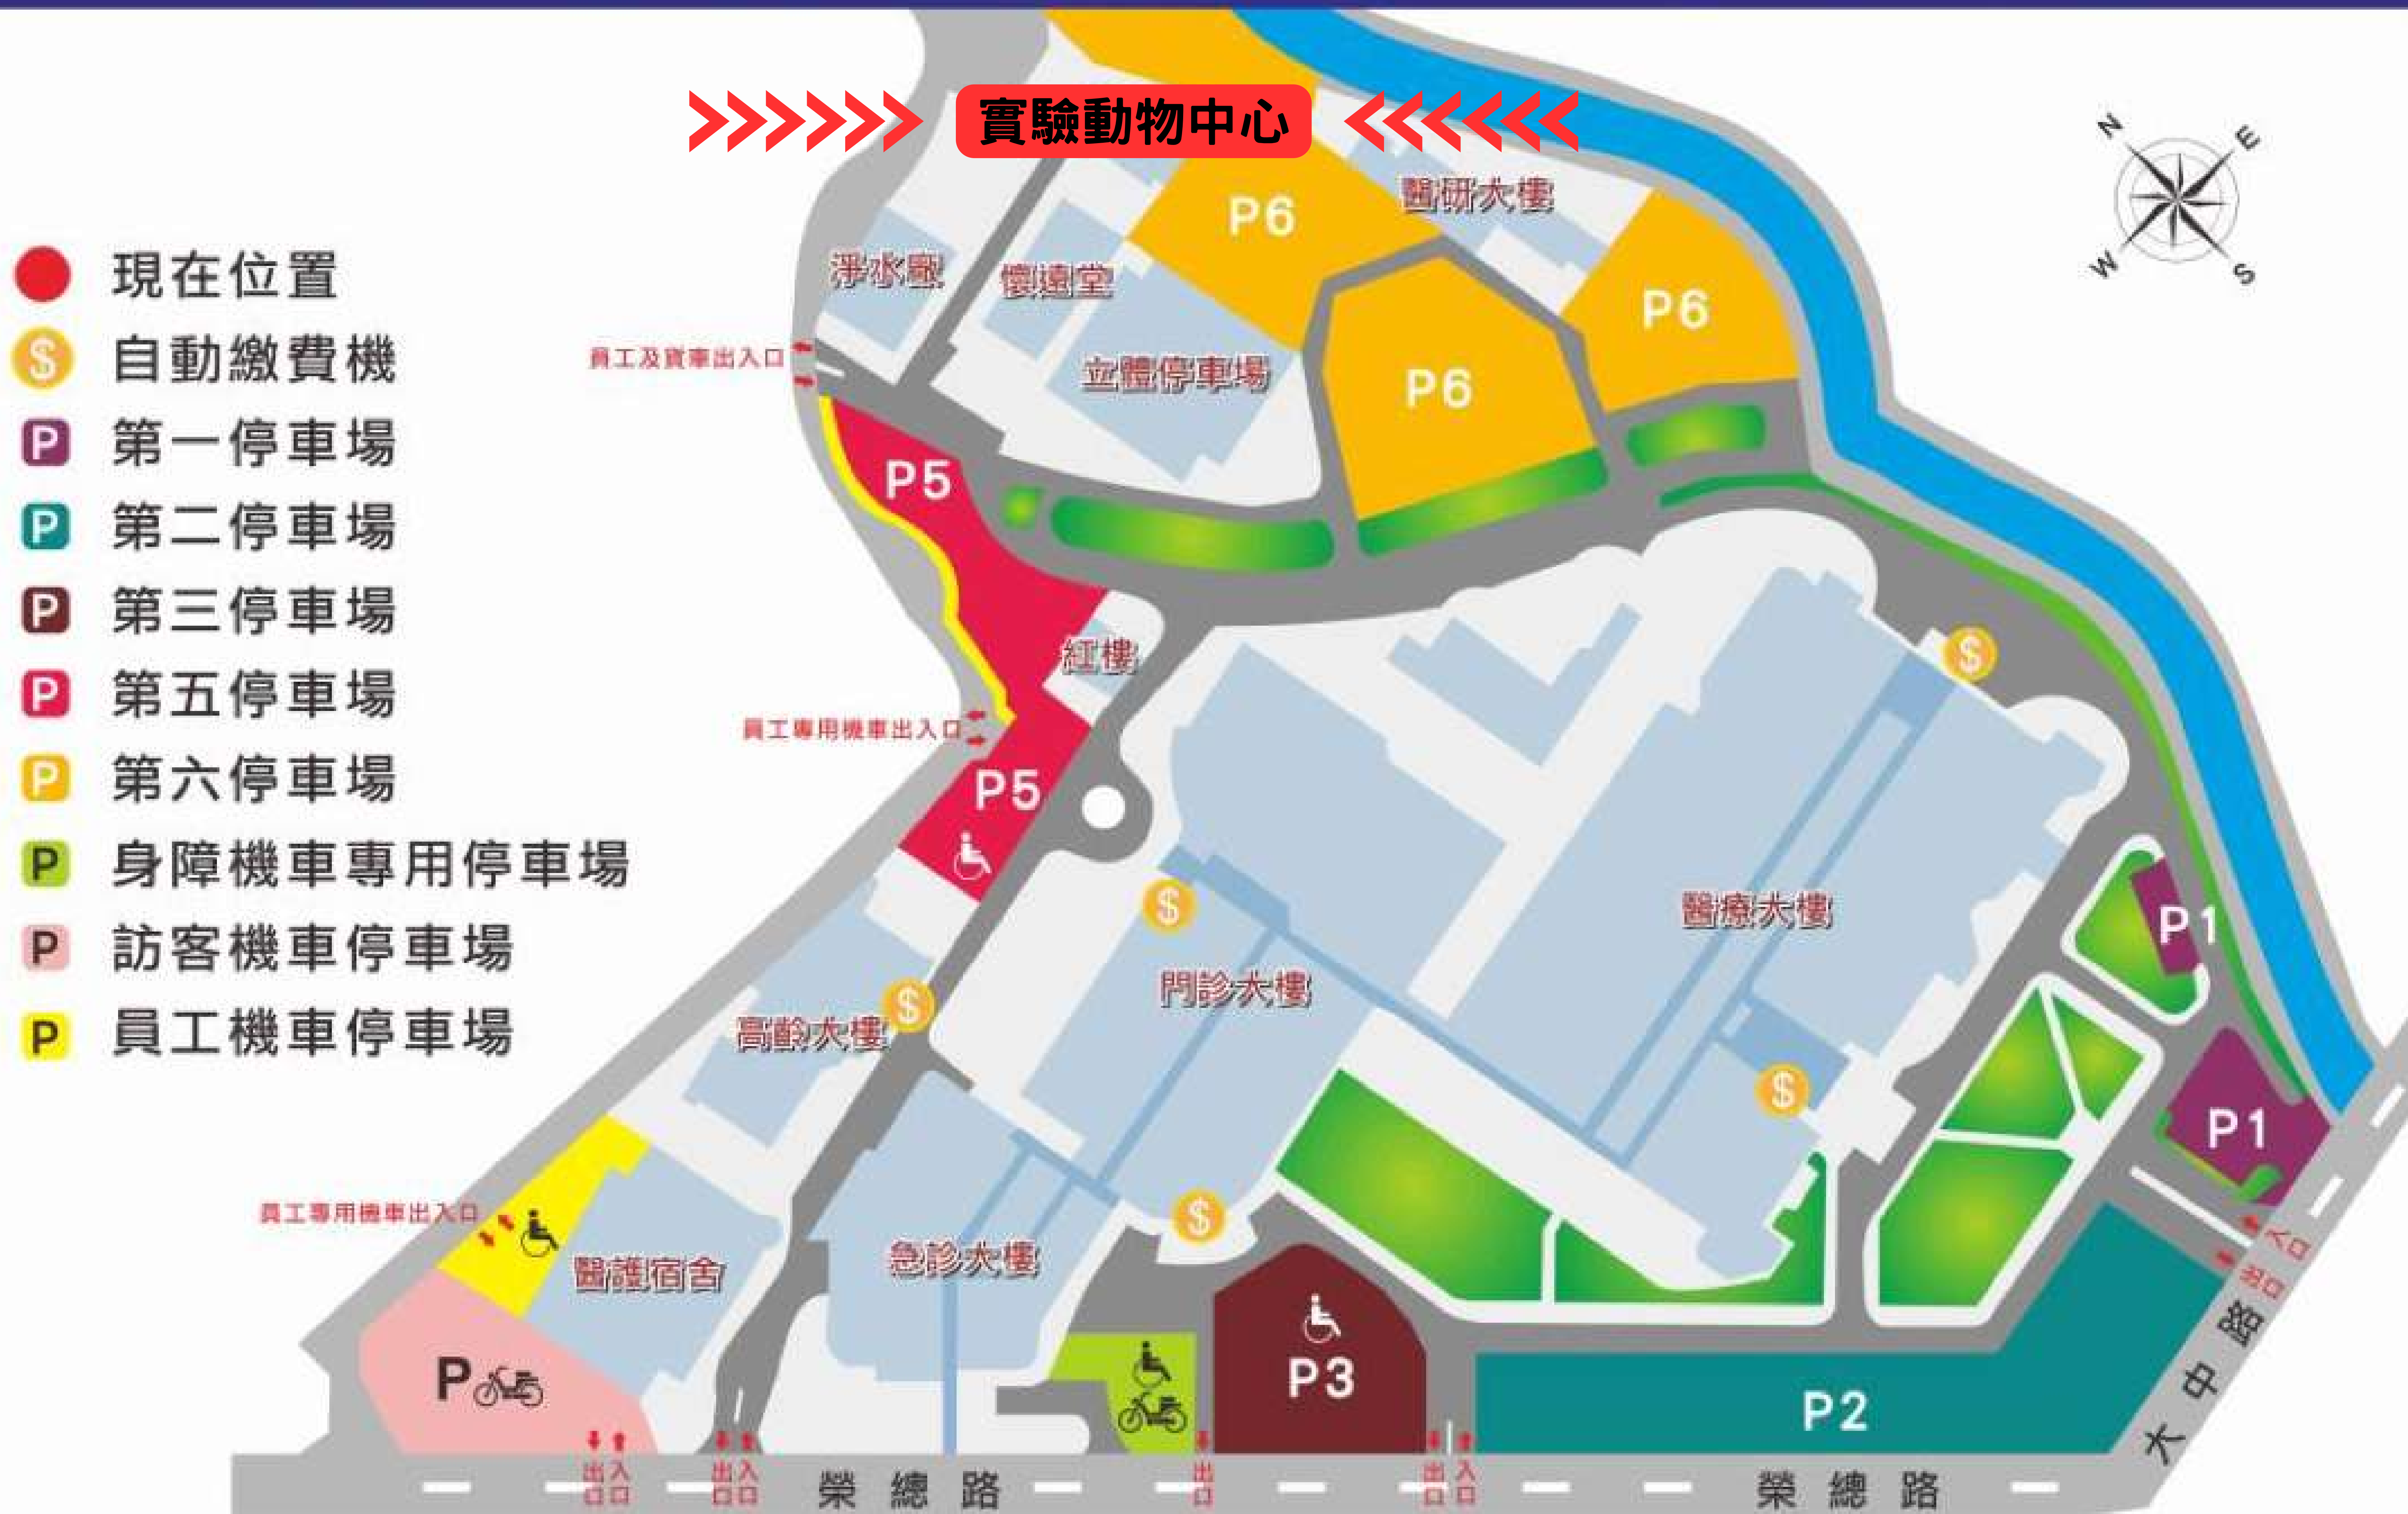 實驗動物中心
N
E
W
S
醫研大樓
P6
淨水廠
懷遠堂
P6
現在位置
員工及貨車出入口
立體停車場
P6
$
自動繳費機
P
第一停車場
P5
P
第二停車場
P
第三停車場
紅樓
$
P
第五停車場
員工專用機車出入口
P
第六停車場
P5
P
身障機車專用停車場
$
醫療大樓
P1
P
訪客機車停車場
門診大樓
$
高齡大樓
P
員工機車停車場
$
P1
員工專用機車出入口
$
入口
出口
醫護宿舍
急診大樓
P
P3
P2
大中路
出口
入口
出口
入口
出口
出口
入口
榮總路
榮總路